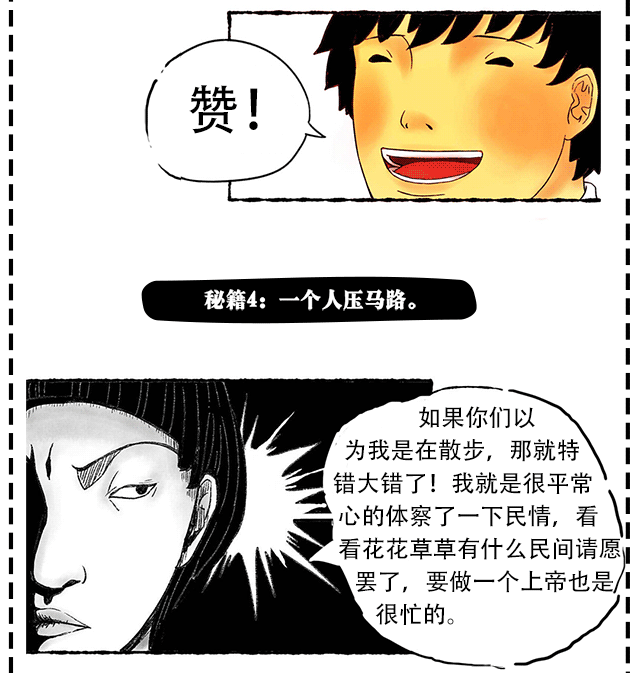 赞！
秘籍4：一个人压马路。
如果你们以
为我是在散步，那就特
错大错了！我就是很平常
心的体察了一下民情，看
看花花草草有什么民间请愿
罢了，要做一个上帝也是
很忙的。